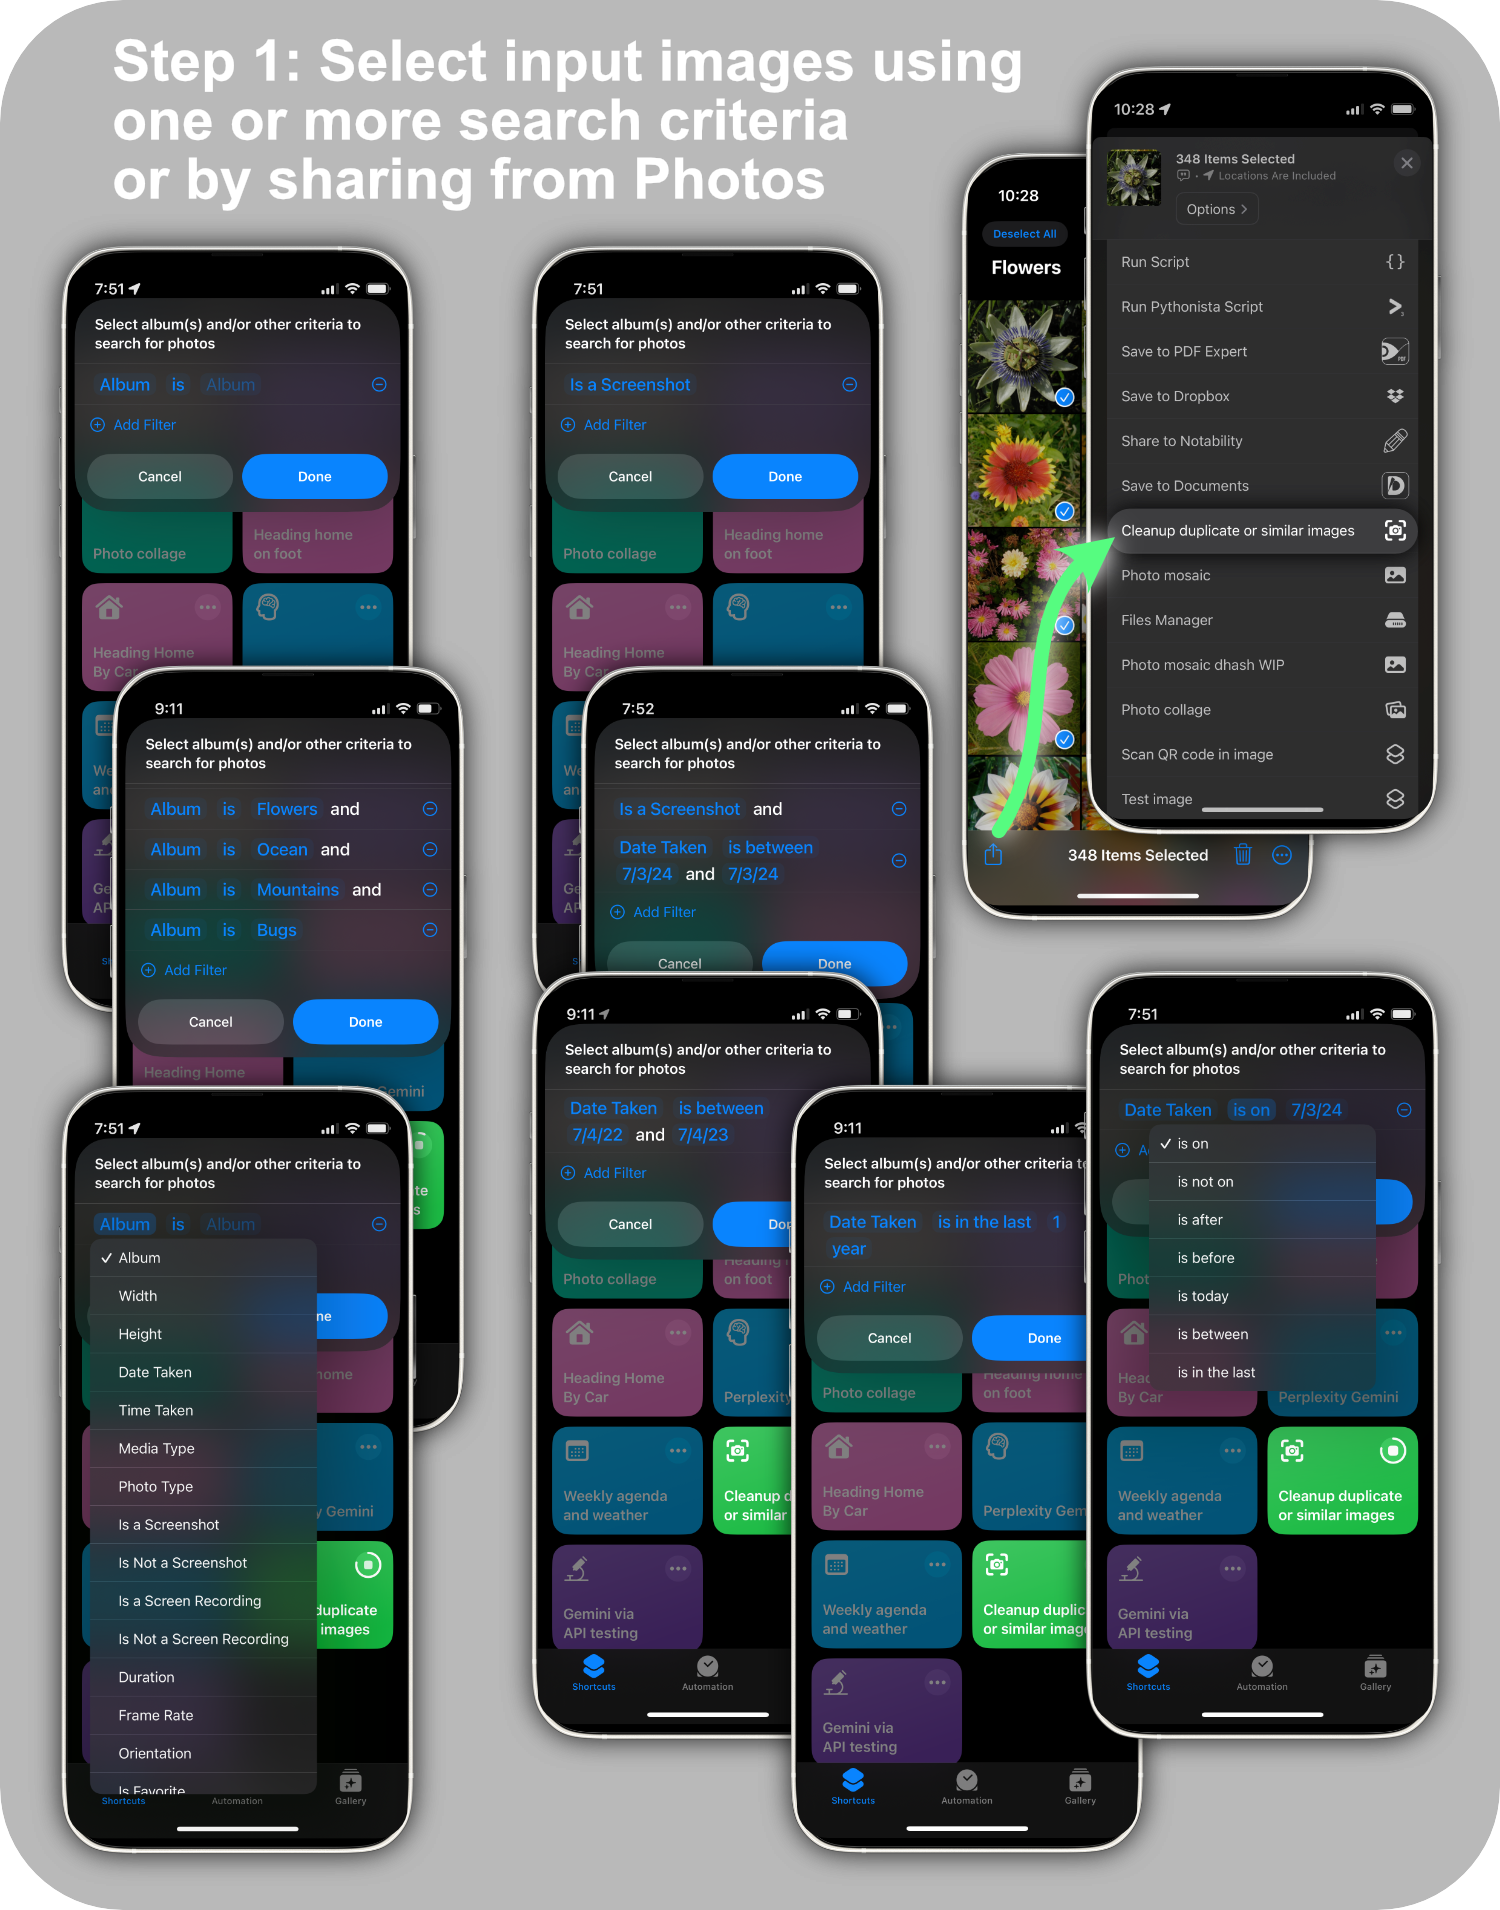 Step 1: Select input images using
one or more search criteria
or by sharing from Photos
7:51
Select album(s) and/or other criteria to
search for photos
Album is Album
Add Filter
Cancel Done
Photo collage
Heading home
on foot
Heading Home
By Car
9:11
Select album(s) and/or other criteria to
search for photos
Album is Flowers and
Album is Ocean and
Album is Mountains and
Album is Bugs
Add Filter
Cancel Done
Heading Home
Gemini
7:51
Select album(s) and/or other criteria to
search for photos
Album is Album
Album
Width
Height
Date Taken
Time Taken
Media Type
Photo Type
Is a Screenshot
Is Not a Screenshot
Is a Screen Recording
Is Not a Screen Recording
Duration
Frame Rate
Orientation
Is Favorite
home
Gemini
duplicate
images
Shortcuts Automation Gallery
7:51
Select album(s) and/or other criteria to
search for photos
Is a Screenshot
Add Filter
Cancel Done
Photo collage
Heading home
on foot
Heading Home
By Car
7:52
Select album(s) and/or other criteria to
search for photos
Is a Screenshot and
Date Taken is between
7/3/24 and 7/3/24
Add Filter
Cancel Done
9:11
Select album(s) and/or other criteria to
search for photos
Date Taken is between
7/4/22 and 7/4/23
Add Filter
Cancel Don
Photo collage
Heading home
on foot
Heading Home
By Car
Perplexity
Weekly agenda
and weather
Cleanup d
or similar
Gemini via
API testing
Shortcuts Automation
9:11
Select album(s) and/or other criteria to
search for photos
Date Taken is in the last 1
year
Add Filter
Cancel Done
Photo collage
Heading home
on foot
Heading Home
By Car
Perplexity Gem
Weekly agenda
and weather
Cleanup duplic
or similar imag
Gemini via
API testing
Shortcuts Automation Gallery
10:28
Deselect All
Flowers
348 Items Selected
10:28
348 Items Selected
Locations Are Included
Options
Run Script
Run Pythonista Script
Save to PDF Expert
Save to Dropbox
Share to Notability
Save to Documents
Cleanup duplicate or similar images
Photo mosaic
Files Manager
Photo mosaic dhash WIP
Photo collage
Scan QR code in image
Test image
7:51
Select album(s) and/or other criteria to
search for photos
Date Taken is on 7/3/24
is on
is not on
is after
is before
is today
is between
is in the last
Phot
Head
By Car
Perplexity Gemini
Weekly agenda
and weather
Cleanup duplicate
or similar images
Gemini via
API testing
Shortcuts Automation Gallery